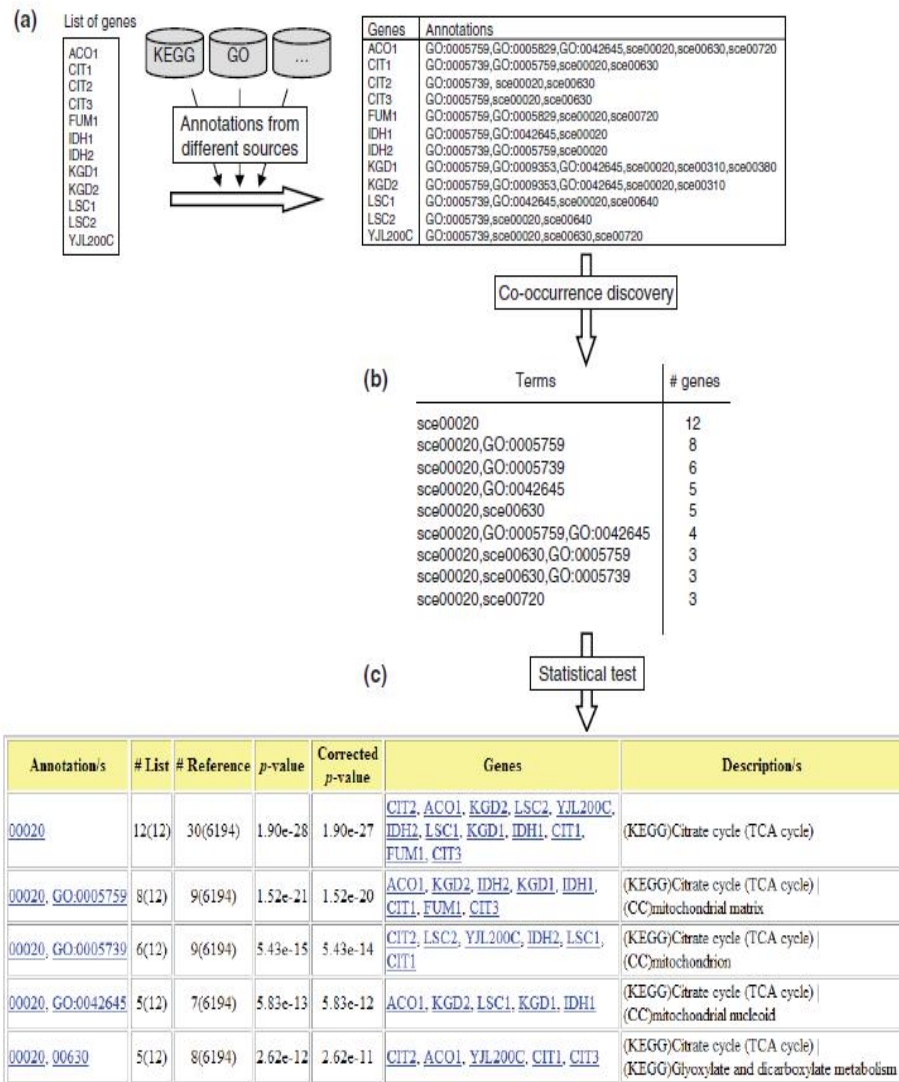 (a)
List of genes
ACO1
CIT1
CIT2
CIT3
FUM1
IDH1
IDH2
KGD1
KGD2
LSC1
LSC2
YJL200C
KEGG GO ...
Annotations from
different sources
Genes Annotations
ACO1 GO:0005759,GO:0005829,GO:0042645,sce00020,sce00630,sce00720
CIT1 GO:0005739,GO:0005759,sce00020,sce00630
CIT2 GO:0005739, sce00020,sce00630
CIT3 GO:0005759,sce00020,sce00630
FUM1 GO:0005759,GO:0005829,sce00020,sce00720
IDH1 GO:0005759,GO:0042645,sce00020
IDH2 GO:0005739,GO:0005759,sce00020
KGD1 GO:0005759,GO:0009353,GO:0042645,sce00020,sce00310,sce00380
KGD2 GO:0005759,GO:0009353,GO:0042645,sce00020,sce00310
LSC1 GO:0005739,GO:0042645,sce00020,sce00640
LSC2 GO:0005739,sce00020,sce00640
YJL200C GO:0005739,sce00020,sce00630,sce00720
Co-occurrence discovery
(b)
Terms # genes
sce00020 12
sce00020,GO:0005759 8
sce00020,GO:0005739 6
sce00020,GO:0042645 5
sce00020,sce00630 5
sce00020,GO:0005759,GO:0042645 4
sce00020,sce00630,GO:0005759 3
sce00020,sce00630,GO:0005739 3
sce00020,sce00720 3
(c)
Statistical test
Annotation/s # List # Reference p-value Corrected p-value Genes Description/s
00020 12(12) 30(6194) 1.90e-28 1.90e-27
CIT2, ACO1, KGD2, LSC2, YJL200C,
IDH2, LSC1, KGD1, IDH1, CIT1,
FUM1, CIT3
(KEGG)Citrate cycle (TCA cycle)
00020, GO:0005759 8(12) 9(6194) 1.52e-21 1.52e-20
ACO1, KGD2, IDH2, KGD1, IDH1,
CIT1, FUM1, CIT3
(KEGG)Citrate cycle (TCA cycle) |
(CC)mitochondrial matrix
00020, GO:0005739 6(12) 9(6194) 5.43e-15 5.43e-14
CIT2, LSC2, YJL200C, IDH2, LSC1,
CIT1
(KEGG)Citrate cycle (TCA cycle) |
(CC)mitochondrion
00020, GO:0042645 5(12) 7(6194) 5.83e-13 5.83e-12
ACO1, KGD2, LSC1, KGD1, IDH1
(KEGG)Citrate cycle (TCA cycle) |
(CC)mitochondrial nucleoid
00020, 00630 5(12) 8(6194) 2.62e-12 2.62e-11
CIT2, ACO1, YJL200C, CIT1, CIT3
(KEGG)Citrate cycle (TCA cycle) |
(KEGG)Glyoxylate and dicarboxylate metabolism